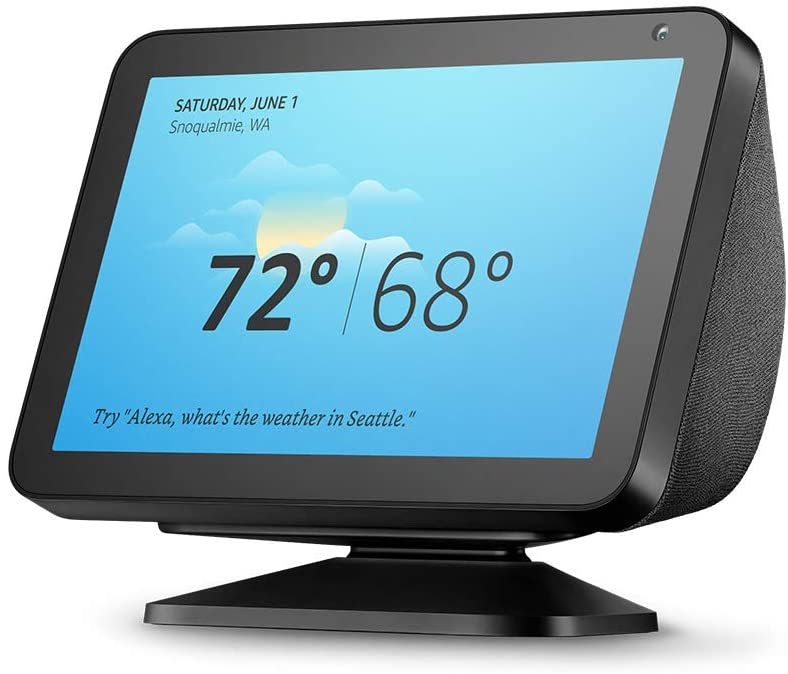 SATURDAY, JUNE 1
Snoqualmie, WA
72° 68°
Try "Alexa, what's the weather in Seattle."